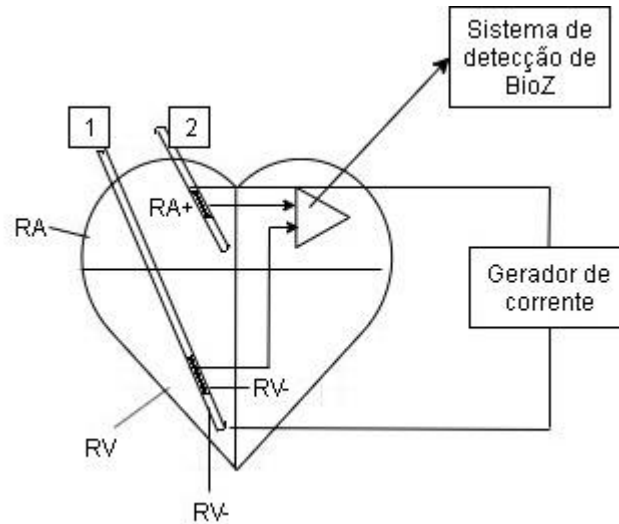 Sistema de
detecção de
BioZ
1
2
RA+
RA
Gerador de
corrente
RV-
RV
RV-